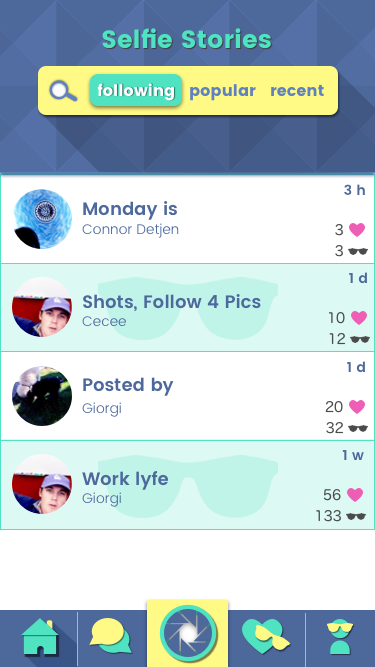 Selfie Stories
following popular recent
3 h
Monday is
Connor Detjen
3
3
1 d
Shots, Follow 4 Pics
Cecee
10
12
1 d
Posted by
Giorgi
20
32
1 w
Work lyfe
Giorgi
56
133